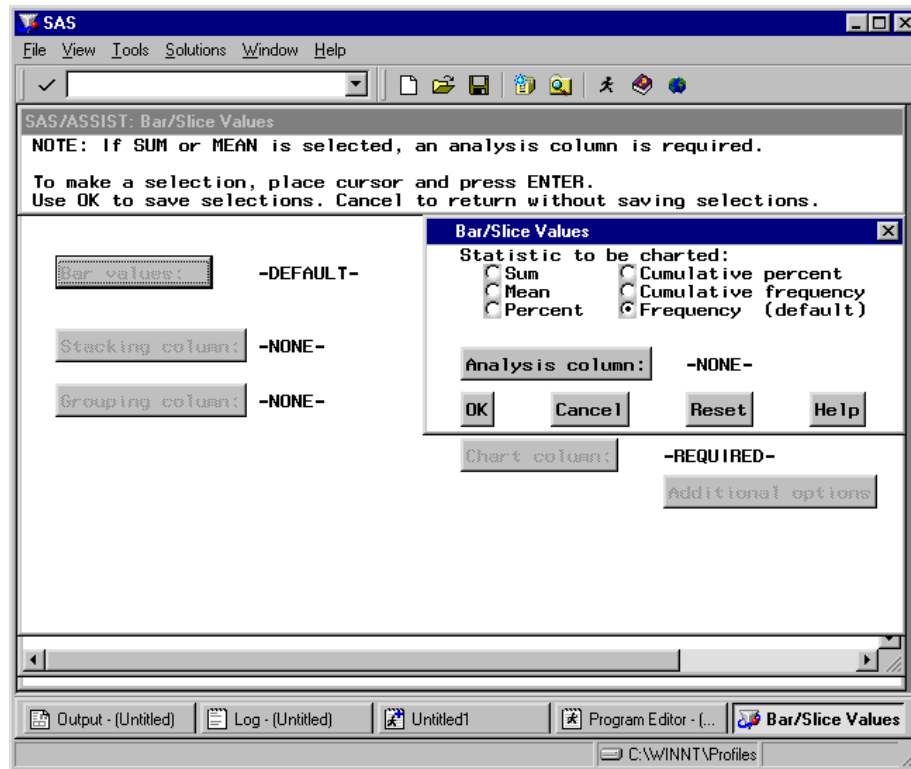 SAS
File View Tools Solutions Window Help
SAS/ASSIST: Bar/Slice Values
NOTE: If SUM or MEAN is selected, an analysis column is required.
To make a selection, place cursor and press ENTER.
Use OK to save selections. Cancel to return without saving selections.
Bar/Slice Values
Statistic to be charted:
Sum Cumulative percent
Mean Cumulative frequency
Percent Frequency (default)
Analysis column: -NONE-
OK Cancel Reset Help
Bar values: -DEFAULT-
Stacking column: -NONE-
Grouping column: -NONE-
Chart column: -REQUIRED-
Additional options
Output - (Untitled) Log - (Untitled) Untitled1 Program Editor - (... Bar/Slice Values
C:\WINNT\Profiles